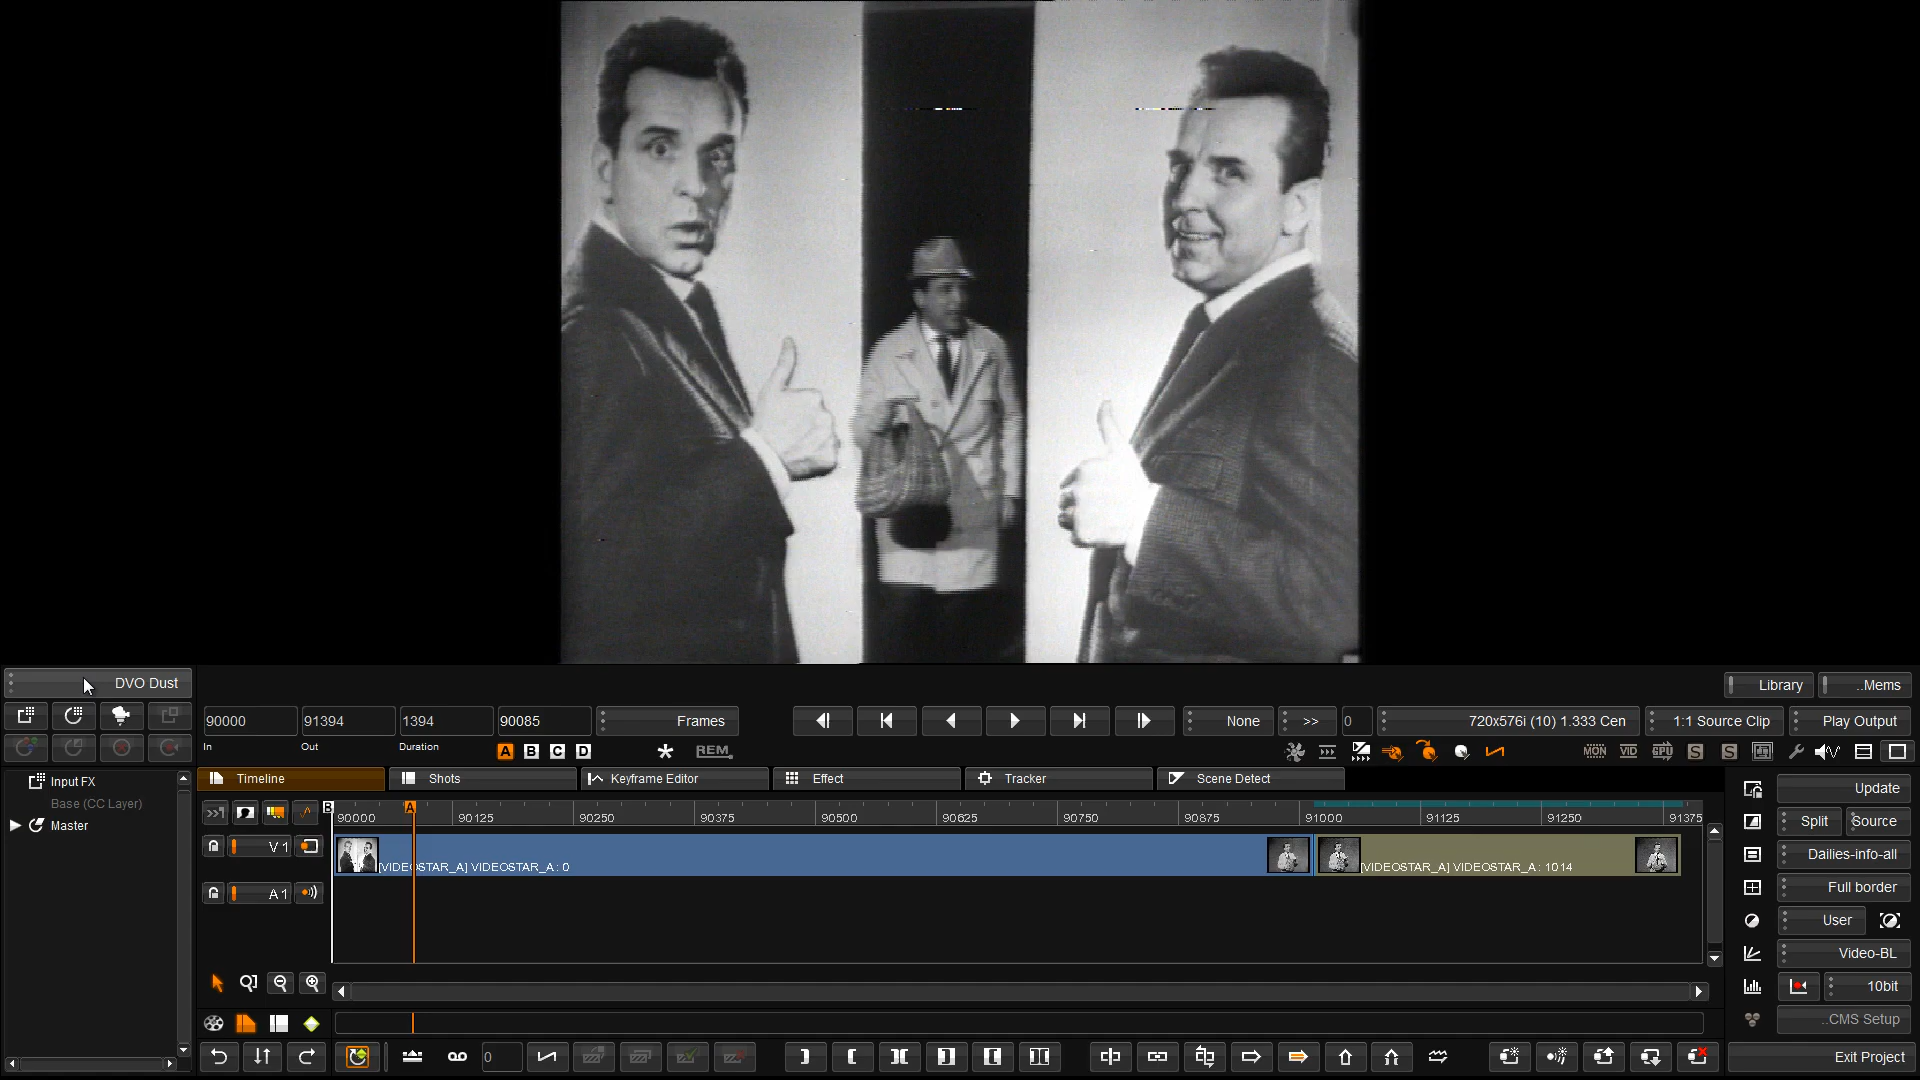 DVO Dust
Library
..Mems
90000
91394
1394
90085
Frames
None
>>
0
720x576i (10) 1.333 Cen
1:1 Source Clip
Play Output
In
Out
Duration
A B C D
REM.
MON
VID
GPU
S
S
Input FX
Base (CC Layer)
Master
Timeline
Shots
Keyframe Editor
Effect
Tracker
Scene Detect
B
A
90000
90125
90250
90375
90500
90625
90750
90875
91000
91125
91250
91375
V 1
[VIDEOSTAR_A] VIDEOSTAR_A : 0
[VIDEOSTAR_A] VIDEOSTAR_A : 1014
A 1
Update
Split
Source
Dailies-info-all
Full border
User
Video-BL
10bit
..CMS Setup
0
Exit Project